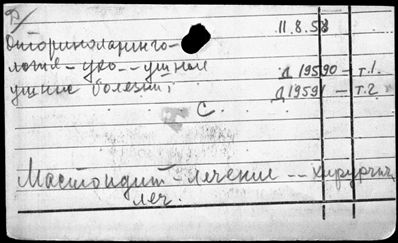 11.8.58
Оториноларинго-
логия - ухо -- ушной
Д 19590 - т.1.
ушные болезни;
Д 19591 - т.2
С.
Мастоидит - лечение -- хирургич.
леч.